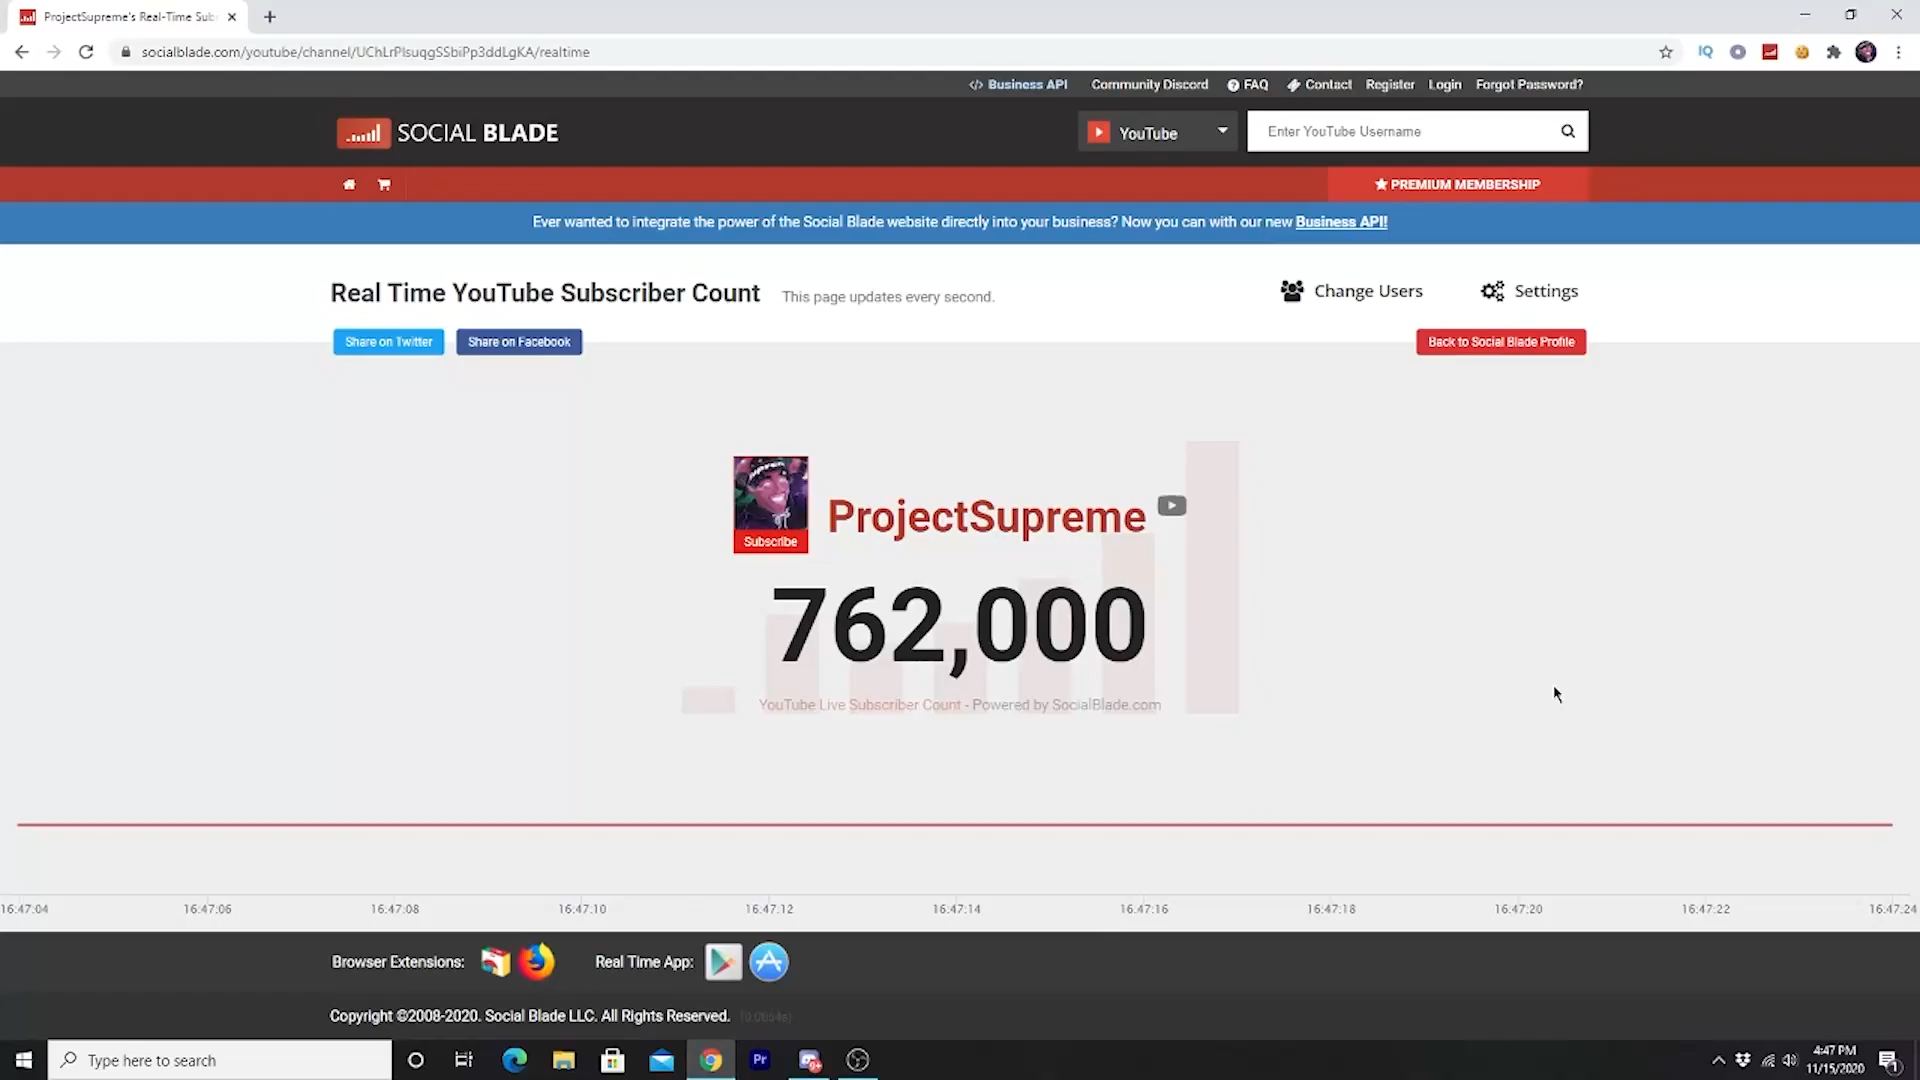 ProjectSupreme's Real-Time Sub
socialblade.com/youtube/channel/UChLrPlsuqgSSbiPp3ddLgKA/realtime
IQ
</> Business API Community Discord FAQ Contact Register Login Forgot Password?
SOCIAL BLADE
YouTube
Enter YouTube Username
PREMIUM MEMBERSHIP
Ever wanted to integrate the power of the Social Blade website directly into your business? Now you can with our new Business API!
Real Time YouTube Subscriber Count This page updates every second.
Change Users
Settings
Share on Twitter
Share on Facebook
Back to Social Blade Profile
Subscribe
ProjectSupreme
762,000
YouTube Live Subscriber Count - Powered by SocialBlade.com
16:47:04 16:47:06 16:47:08 16:47:10 16:47:12 16:47:14 16:47:16 16:47:18 16:47:20 16:47:22 16:47:24
Browser Extensions:
Real Time App:
Copyright ©2008-2020. Social Blade LLC. All Rights Reserved.
Type here to search
Pr
4:47 PM
11/15/2020